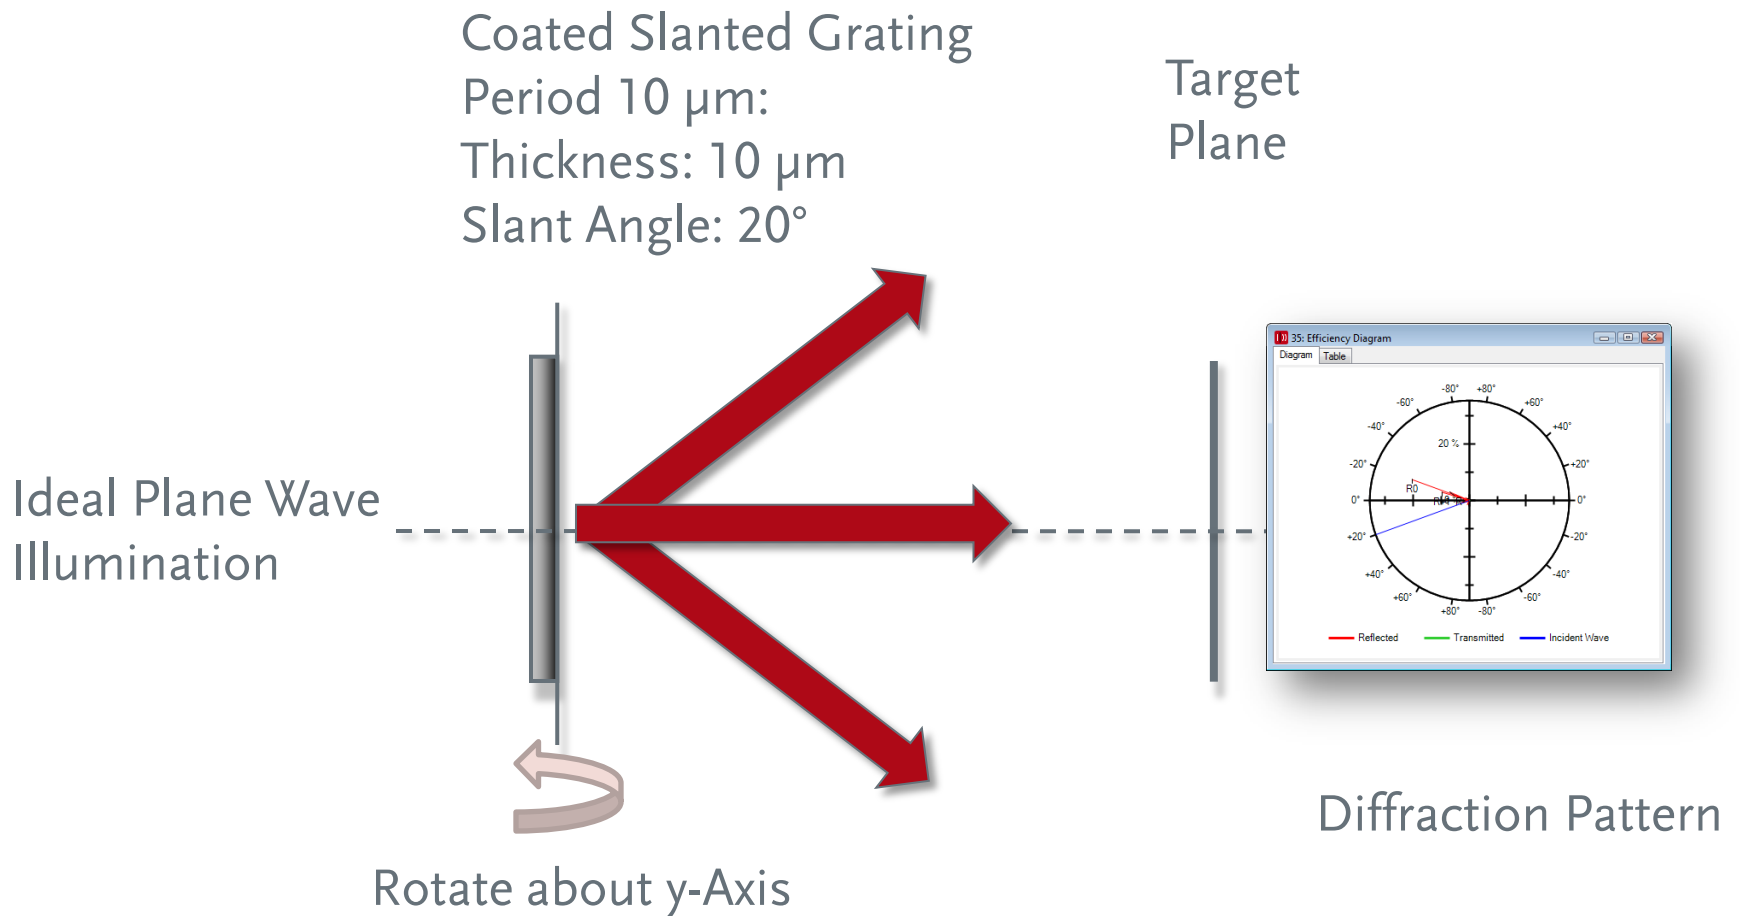 Coated Slanted Grating
Period 10 µm:
Thickness: 10 µm
Slant Angle: 20°
Target
Plane
Ideal Plane Wave
Illumination
35: Efficiency Diagram
Diagram Table
-80° +80°
-60° +60°
-40° +40°
20 %
-20° +20°
R0
0° 0°
+20° -20°
+40° -40°
+60° -60°
+80° -80°
Reflected Transmitted Incident Wave
Diffraction Pattern
Rotate about y-Axis